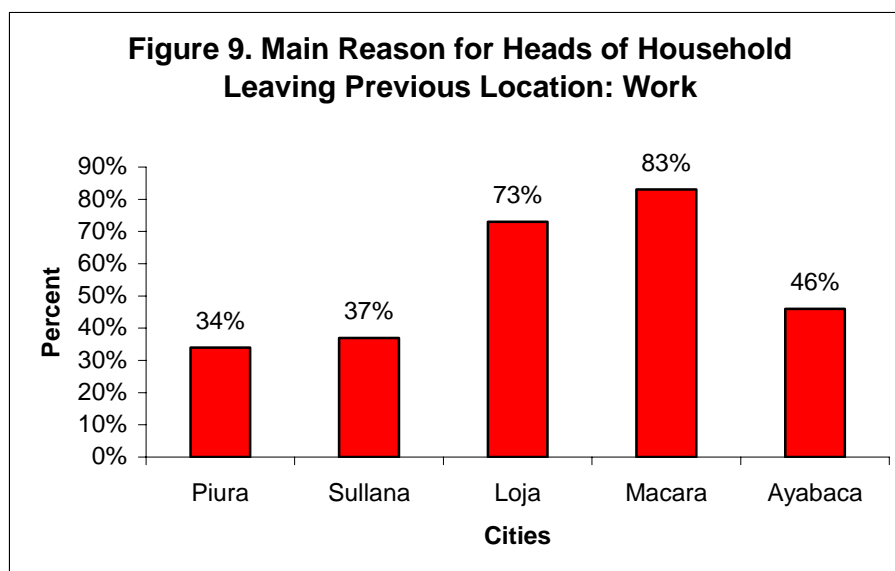 Figure 9. Main Reason for Heads of Household
Leaving Previous Location: Work
Percent
90%
80%
70%
60%
50%
40%
30%
20%
10%
0%
34%
37%
73%
83%
46%
Piura
Sullana
Loja
Macara
Ayabaca
Cities